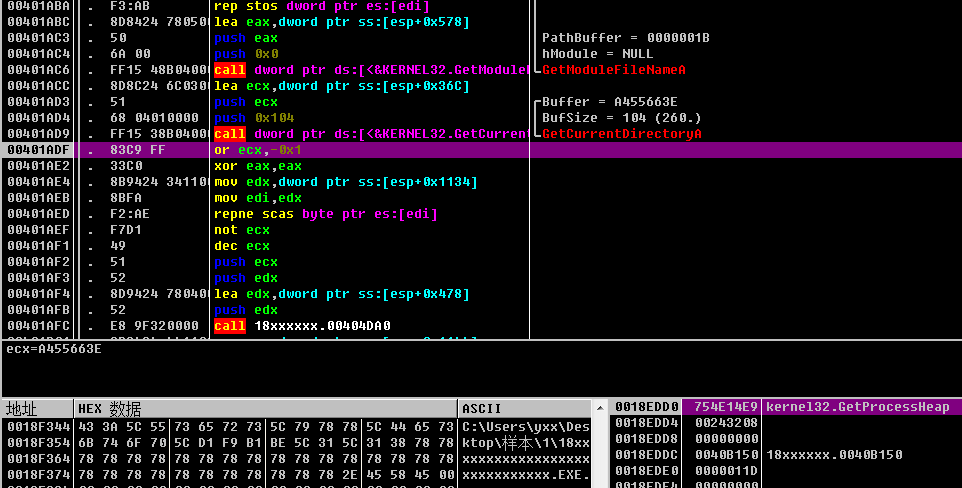 00401ABA . F3:AB rep stos dword ptr es:[edi]
00401ABC . 8D8424 780500 lea eax,dword ptr ss:[esp+0x578]
00401AC3 . 50 push eax PathBuffer = 0000001B
00401AC4 . 6A 00 push 0x0 hModule = NULL
00401AC6 . FF15 48B04000 call dword ptr ds:[<&KERNEL32.GetModuleF GetModuleFileNameA
00401ACC . 8D8C24 6C0300 lea ecx,dword ptr ss:[esp+0x36C]
00401AD3 . 51 push ecx Buffer = A455663E
00401AD4 . 68 04010000 push 0x104 BufSize = 104 (260.)
00401AD9 . FF15 38B04000 call dword ptr ds:[<&KERNEL32.GetCurrent GetCurrentDirectoryA
00401ADF . 83C9 FF or ecx,-0x1
00401AE2 . 33C0 xor eax,eax
00401AE4 . 8B9424 341100 mov edx,dword ptr ss:[esp+0x1134]
00401AEB . 8BFA mov edi,edx
00401AED . F2:AE repne scas byte ptr es:[edi]
00401AEF . F7D1 not ecx
00401AF1 . 49 dec ecx
00401AF2 . 51 push ecx
00401AF3 . 52 push edx
00401AF4 . 8D9424 780400 lea edx,dword ptr ss:[esp+0x478]
00401AFB . 52 push edx
00401AFC . E8 9F320000 call 18xxxxxx.00404DA0
ecx=A455663E
地址 HEX 数据 ASCII
0018F344 43 3A 5C 55 73 65 72 73 5C 79 78 78 5C 44 65 73 C:\Users\yxx\Des
0018F354 6B 74 6F 70 5C D1 F9 B1 BE 5C 31 5C 31 38 78 78 ktop\样本\1\18xx
0018F364 78 78 78 78 78 78 78 78 78 78 78 78 78 78 78 78 xxxxxxxxxxxxxxxx
0018F374 78 78 78 78 78 78 78 78 78 78 78 2E 45 58 45 00 xxxxxxxxxxx.EXE.
0018EDD0 754E14E9 kernel32.GetProcessHeap
0018EDD4 00243208
0018EDD8 00000000
0018EDDC 0040B150 18xxxxxx.0040B150
0018EDE0 0000011D